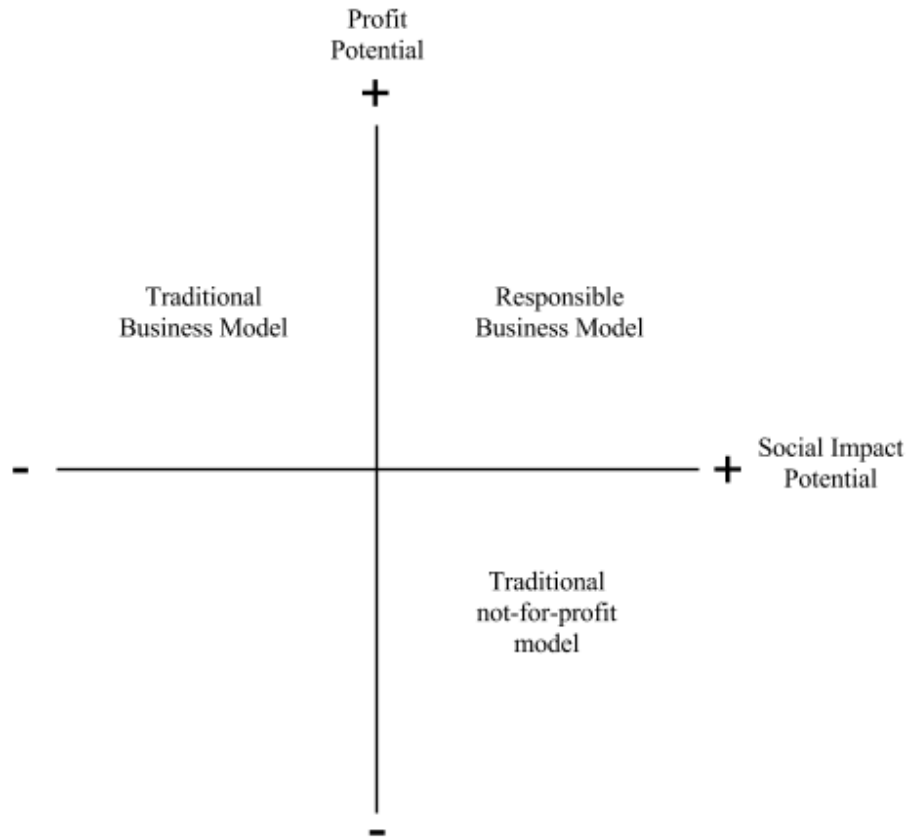 Profit
Potential
+
Traditional
Business Model
Responsible
Business Model
-
+
Social Impact
Potential
Traditional
not-for-profit
model
-